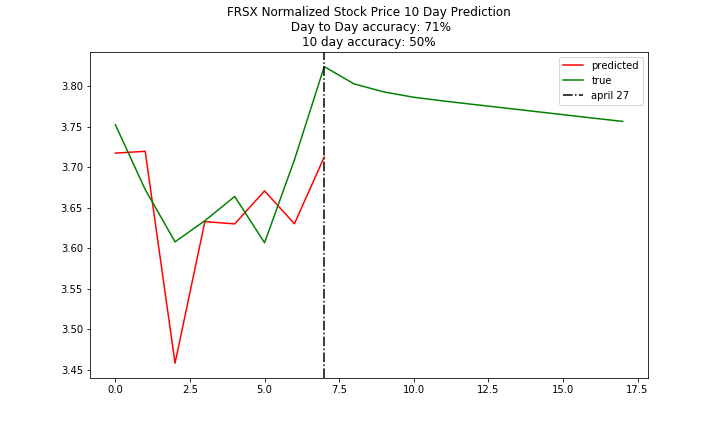 FRSX Normalized Stock Price 10 Day Prediction
Day to Day accuracy: 71%
10 day accuracy: 50%
predicted
true
april 27
3.80
3.75
3.70
3.65
3.60
3.55
3.50
3.45
0.0 2.5 5.0 7.5 10.0 12.5 15.0 17.5